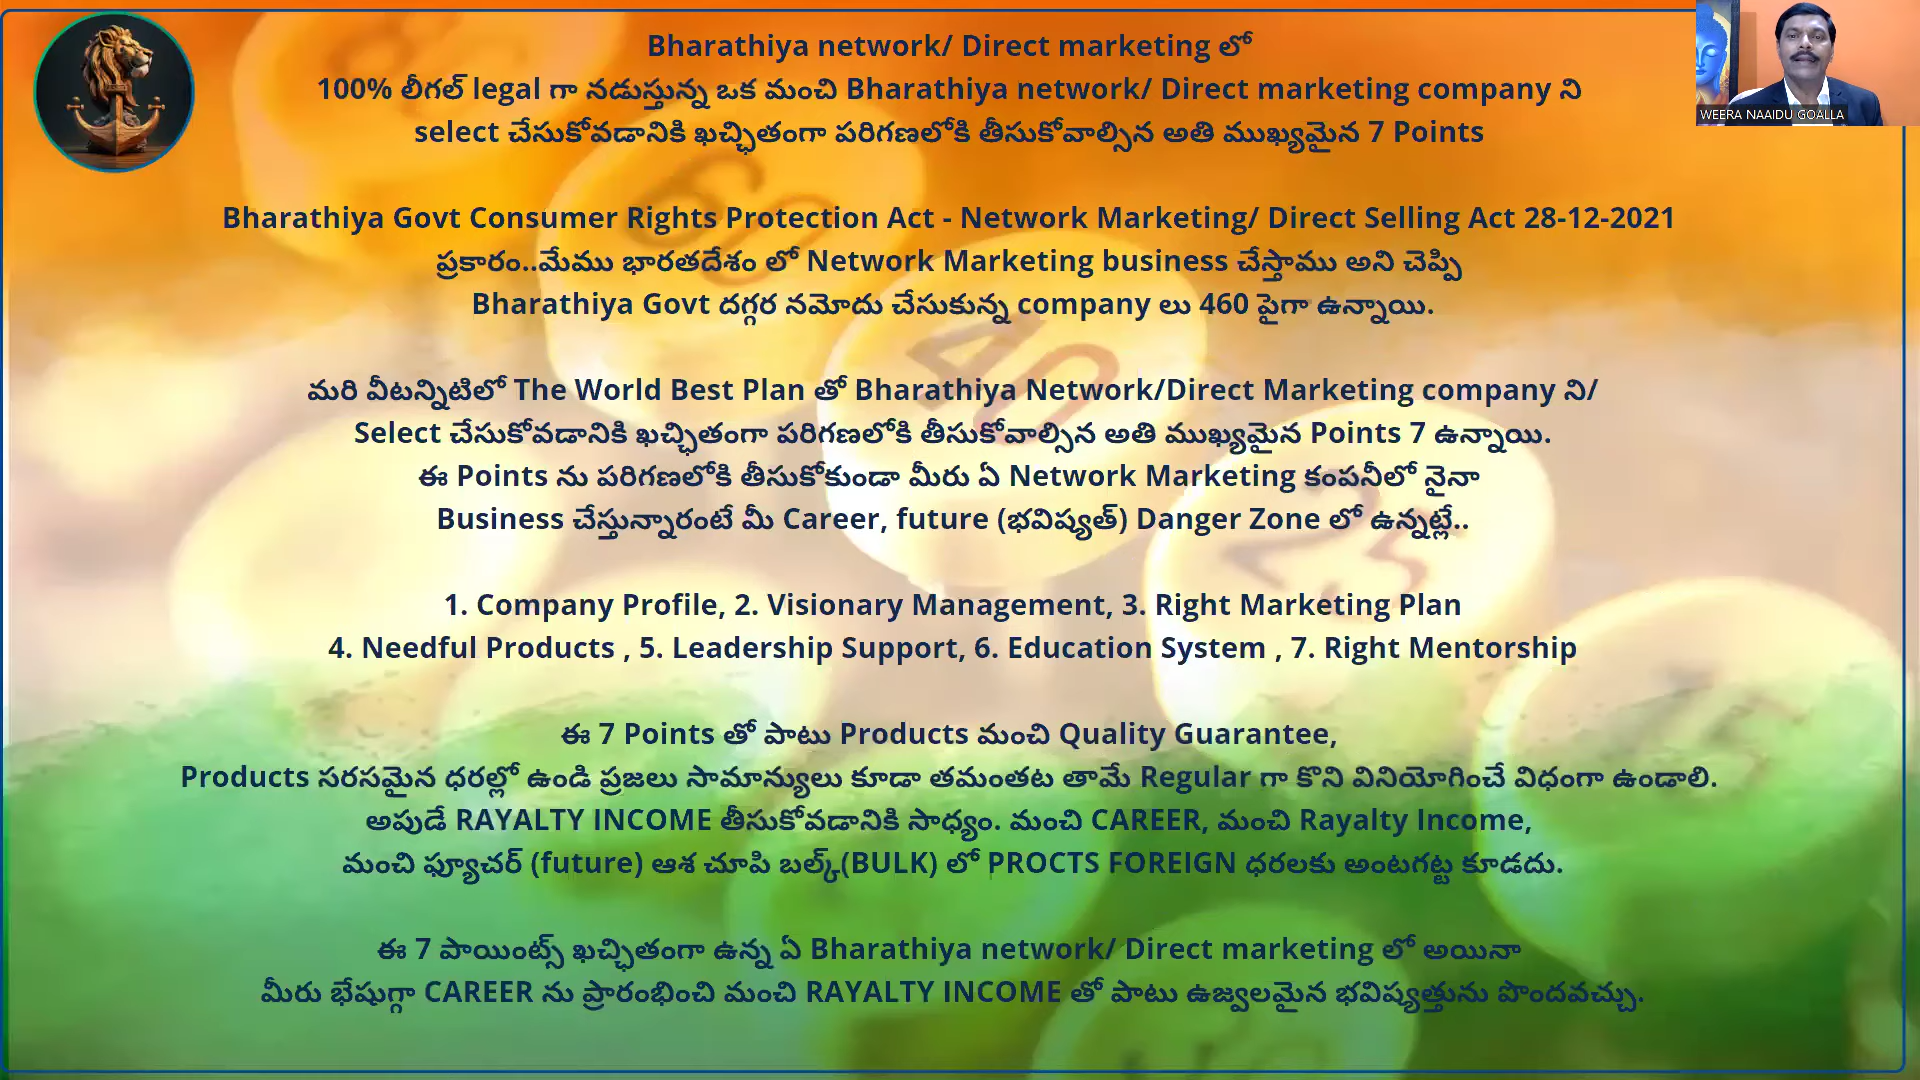 Bharathiya network/ Direct marketing లో
100% లీగల్ legal గా నడుస్తున్న ఒక మంచి Bharathiya network/ Direct marketing company ని
select చేసుకోవడానికి ఖచ్ఛితంగా పరిగణలోకి తీసుకోవాల్సిన అతి ముఖ్యమైన 7 Points
WEERA NAAIDU GOALLA
Bharathiya Govt Consumer Rights Protection Act - Network Marketing/ Direct Selling Act 28-12-2021
ప్రకారం..మేము భారతదేశం లో Network Marketing business చేస్తాము అని చెప్పి
Bharathiya Govt దగ్గర నమోదు చేసుకున్న company లు 460 పైగా ఉన్నాయి.
మరి వీటన్నిటిలో The World Best Plan తో Bharathiya Network/Direct Marketing company ని/
Select చేసుకోవడానికి ఖచ్ఛితంగా పరిగణలోకి తీసుకోవాల్సిన అతి ముఖ్యమైన Points 7 ఉన్నాయి.
ఈ Points ను పరిగణలోకి తీసుకోకుండా మీరు ఏ Network Marketing కంపనీలో నైనా
Business చేస్తున్నారంటే మీ Career, future (భవిష్యత్) Danger Zone లో ఉన్నట్లే..
1. Company Profile, 2. Visionary Management, 3. Right Marketing Plan
4. Needful Products , 5. Leadership Support, 6. Education System , 7. Right Mentorship
ఈ 7 Points తో పాటు Products మంచి Quality Guarantee,
Products సరసమైన ధరల్లో ఉండి ప్రజలు సామాన్యులు కూడా తమంతట తామే Regular గా కొని వినియోగించే విధంగా ఉండాలి.
అపుడే RAYALTY INCOME తీసుకోవడానికి సాధ్యం. మంచి CAREER, మంచి Rayalty Income,
మంచి ఫ్యూచర్ (future) ఆశ చూపి బల్క్(BULK) లో PROCTS FOREIGN ధరలకు అంటగట్ట కూడదు.
ఈ 7 పాయింట్స్ ఖచ్ఛితంగా ఉన్న ఏ Bharathiya network/ Direct marketing లో అయినా
మీరు భేషుగ్గా CAREER ను ప్రారంభించి మంచి RAYALTY INCOME తో పాటు ఉజ్వలమైన భవిష్యత్తును పొందవచ్చు.